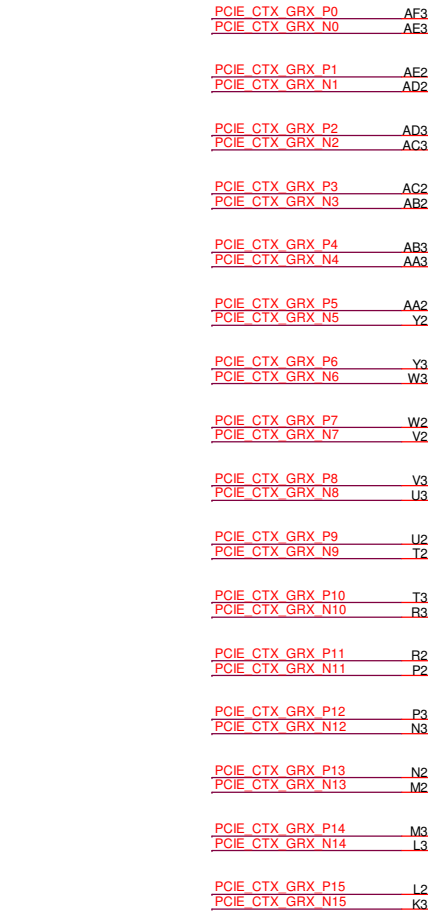 PCIE_CTX_GRX_P0 AF3
PCIE_CTX_GRX_N0 AE3
PCIE_CTX_GRX_P1 AE2
PCIE_CTX_GRX_N1 AD2
PCIE_CTX_GRX_P2 AD3
PCIE_CTX_GRX_N2 AC3
PCIE_CTX_GRX_P3 AC2
PCIE_CTX_GRX_N3 AB2
PCIE_CTX_GRX_P4 AB3
PCIE_CTX_GRX_N4 AA3
PCIE_CTX_GRX_P5 AA2
PCIE_CTX_GRX_N5 Y2
PCIE_CTX_GRX_P6 Y3
PCIE_CTX_GRX_N6 W3
PCIE_CTX_GRX_P7 W2
PCIE_CTX_GRX_N7 V2
PCIE_CTX_GRX_P8 V3
PCIE_CTX_GRX_N8 U3
PCIE_CTX_GRX_P9 U2
PCIE_CTX_GRX_N9 T2
PCIE_CTX_GRX_P10 T3
PCIE_CTX_GRX_N10 R3
PCIE_CTX_GRX_P11 R2
PCIE_CTX_GRX_N11 P2
PCIE_CTX_GRX_P12 P3
PCIE_CTX_GRX_N12 N3
PCIE_CTX_GRX_P13 N2
PCIE_CTX_GRX_N13 M2
PCIE_CTX_GRX_P14 M3
PCIE_CTX_GRX_N14 L3
PCIE_CTX_GRX_P15 L2
PCIE_CTX_GRX_N15 K3